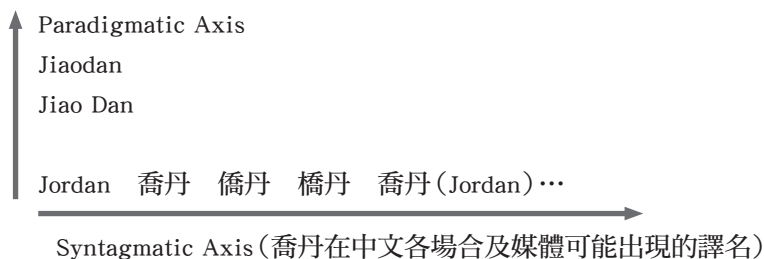 Paradigmatic Axis
Jiaodan
Jiao Dan
Jordan 喬丹 僑丹 橋丹 喬丹(Jordan)…
Syntagmatic Axis(喬丹在中文各場合及媒體可能出現的譯名)